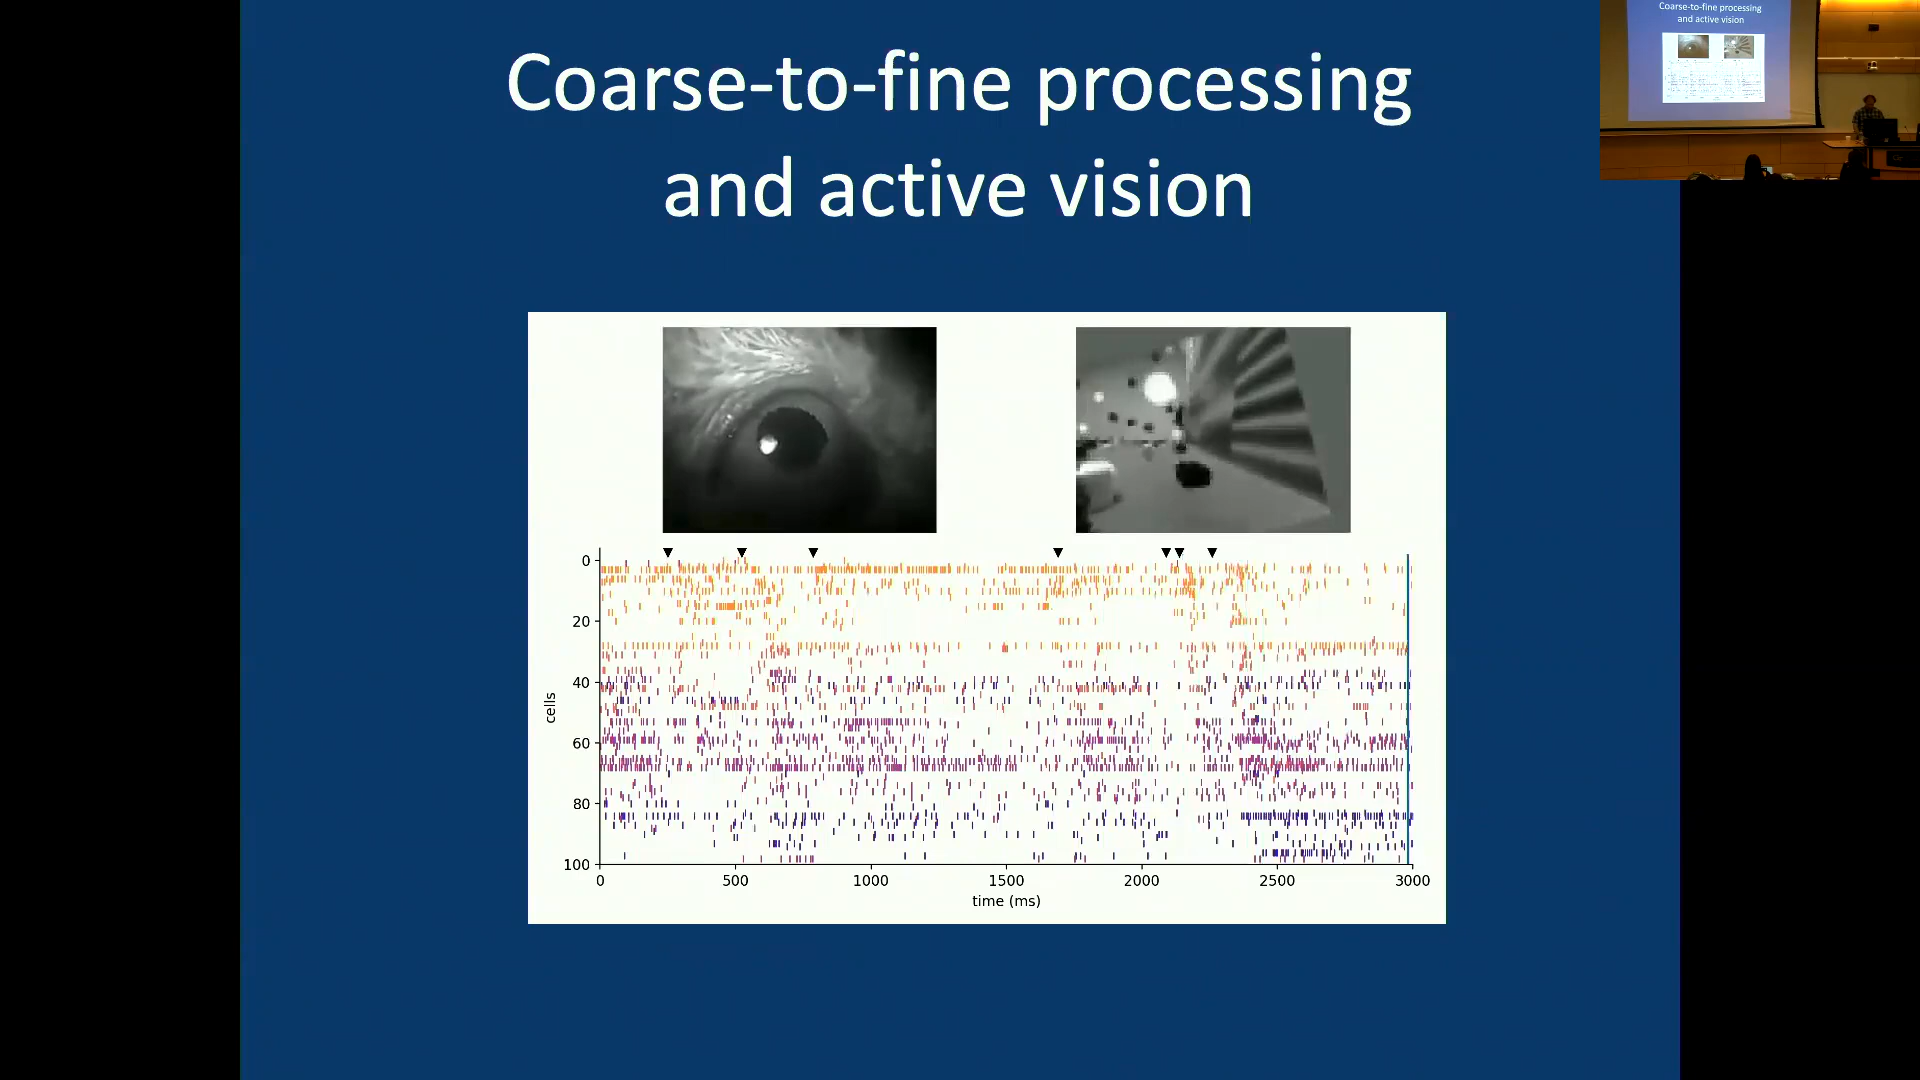 Coarse-to-fine processing
and active vision
Coarse-to-fine processing
and active vision
cells
0
20
40
60
80
100
0 500 1000 1500 2000 2500 3000
time (ms)